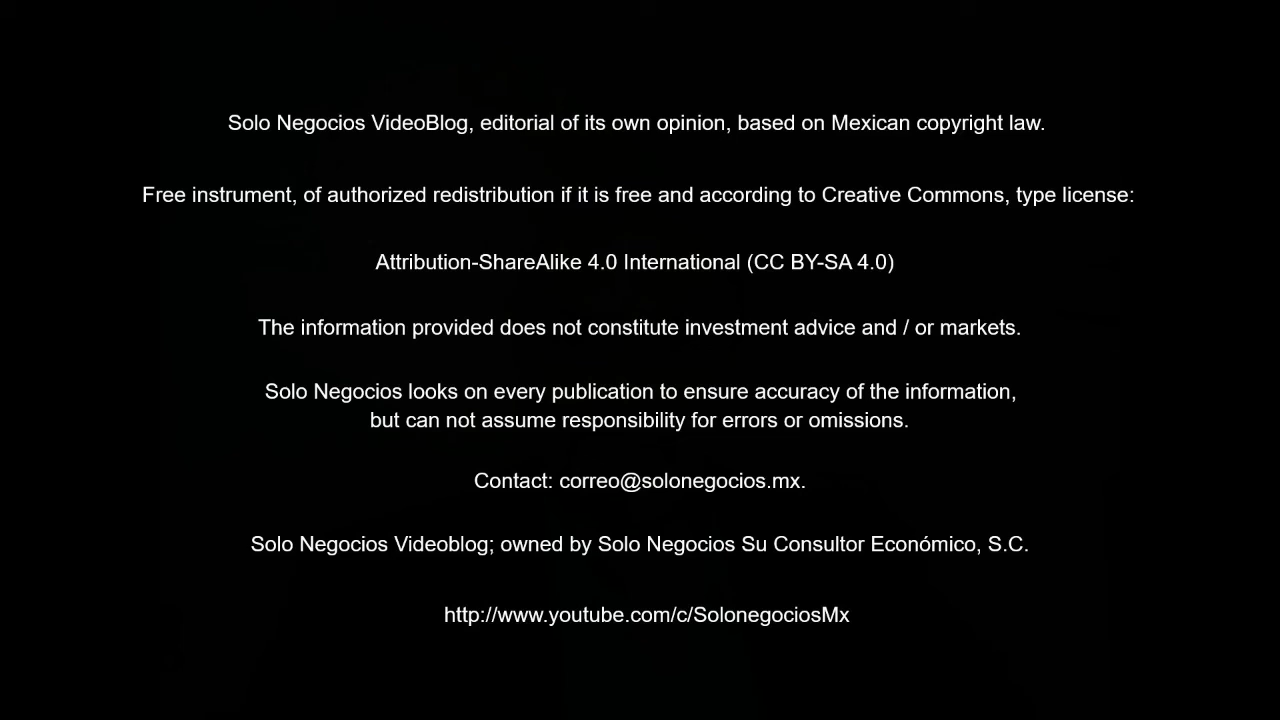 Solo Negocios VideoBlog, editorial of its own opinion, based on Mexican copyright law.
Free instrument, of authorized redistribution if it is free and according to Creative Commons, type license:
Attribution-ShareAlike 4.0 International (CC BY-SA 4.0)
The information provided does not constitute investment advice and / or markets.
Solo Negocios looks on every publication to ensure accuracy of the information,
but can not assume responsibility for errors or omissions.
Contact: correo@solonegocios.mx.
Solo Negocios Videoblog; owned by Solo Negocios Su Consultor Económico, S.C.
http://www.youtube.com/c/SolonegociosMx